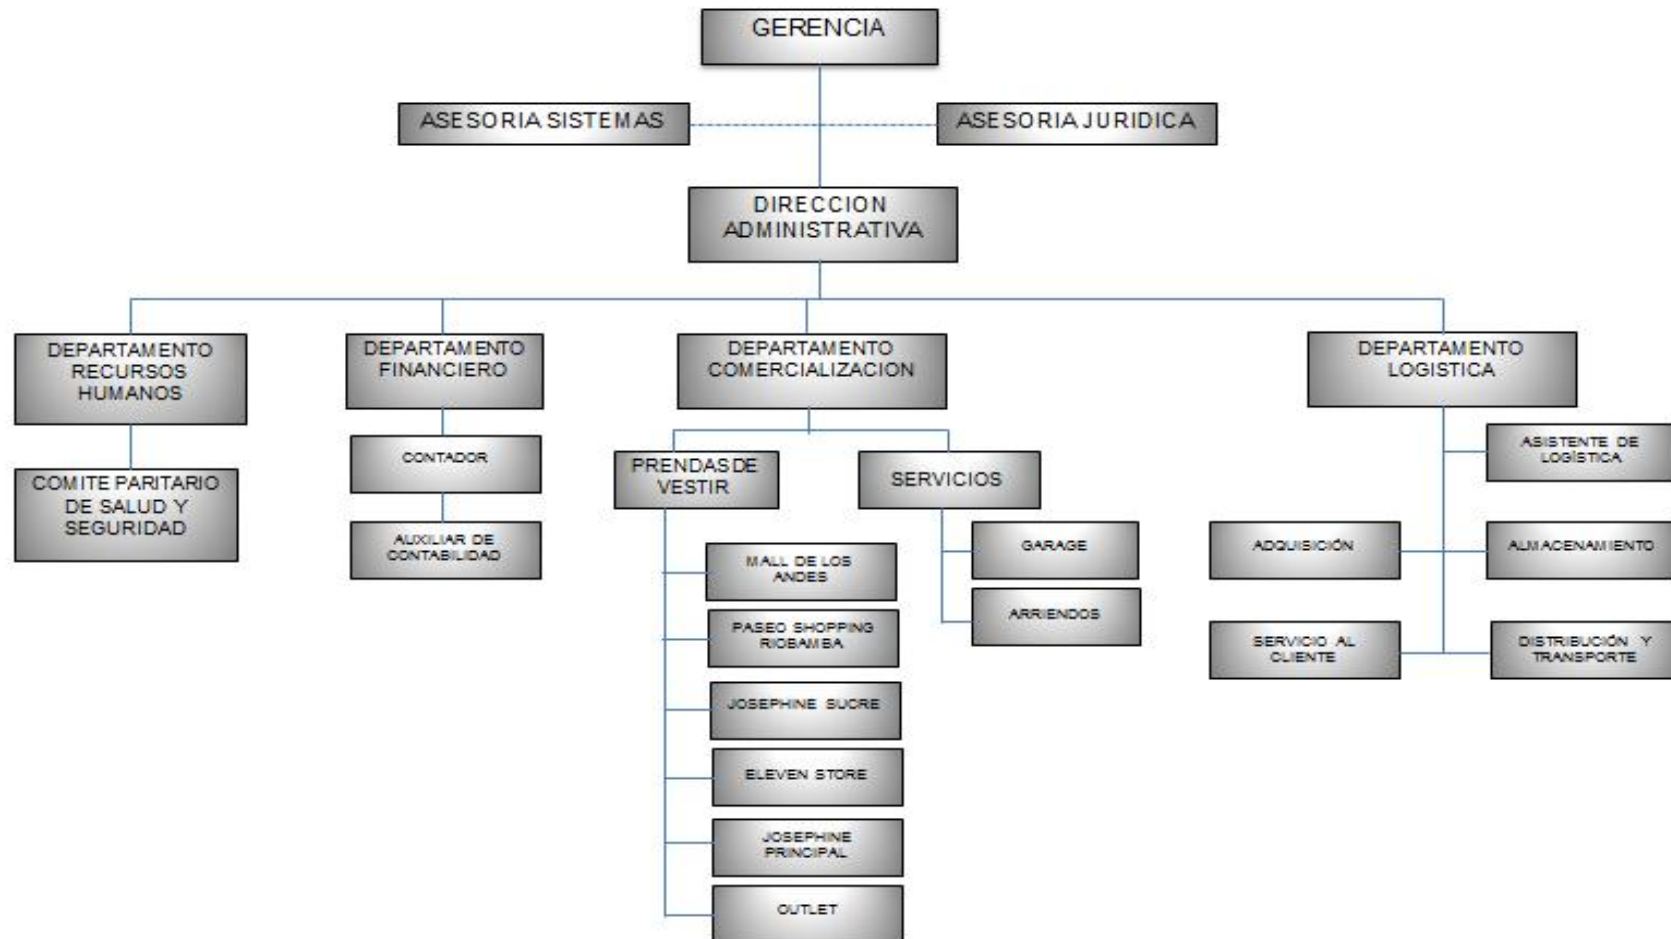 GERENCIA
ASESORIA SISTEMAS
ASESORIA JURIDICA
DIRECCION
ADMINISTRATIVA
DEPARTAMENTO
RECURSOS
HUMANOS
DEPARTAMENTO
FINANCIERO
DEPARTAMENTO
COMERCIALIZACION
DEPARTAMENTO
LOGISTICA
COMITE PARITARIO
DE SALUD Y
SEGURIDAD
CONTADOR
AUXILIAR DE
CONTABILIDAD
PRENDAS DE
VESTIR
SERVICIOS
MALL DE LOS
ANDES
PASEO SHOPPING
RIOBAMBA
JOSEPHINE SUCRE
ELEVEN STORE
JOSEPHINE
PRINCIPAL
OUTLET
GARAGE
ARRIENDOS
ASISTENTE DE
LOGÍSTICA
ADQUISICIÓN
ALMACENAMIENTO
SERVICIO AL
CLIENTE
DISTRIBUCIÓN Y
TRANSPORTE